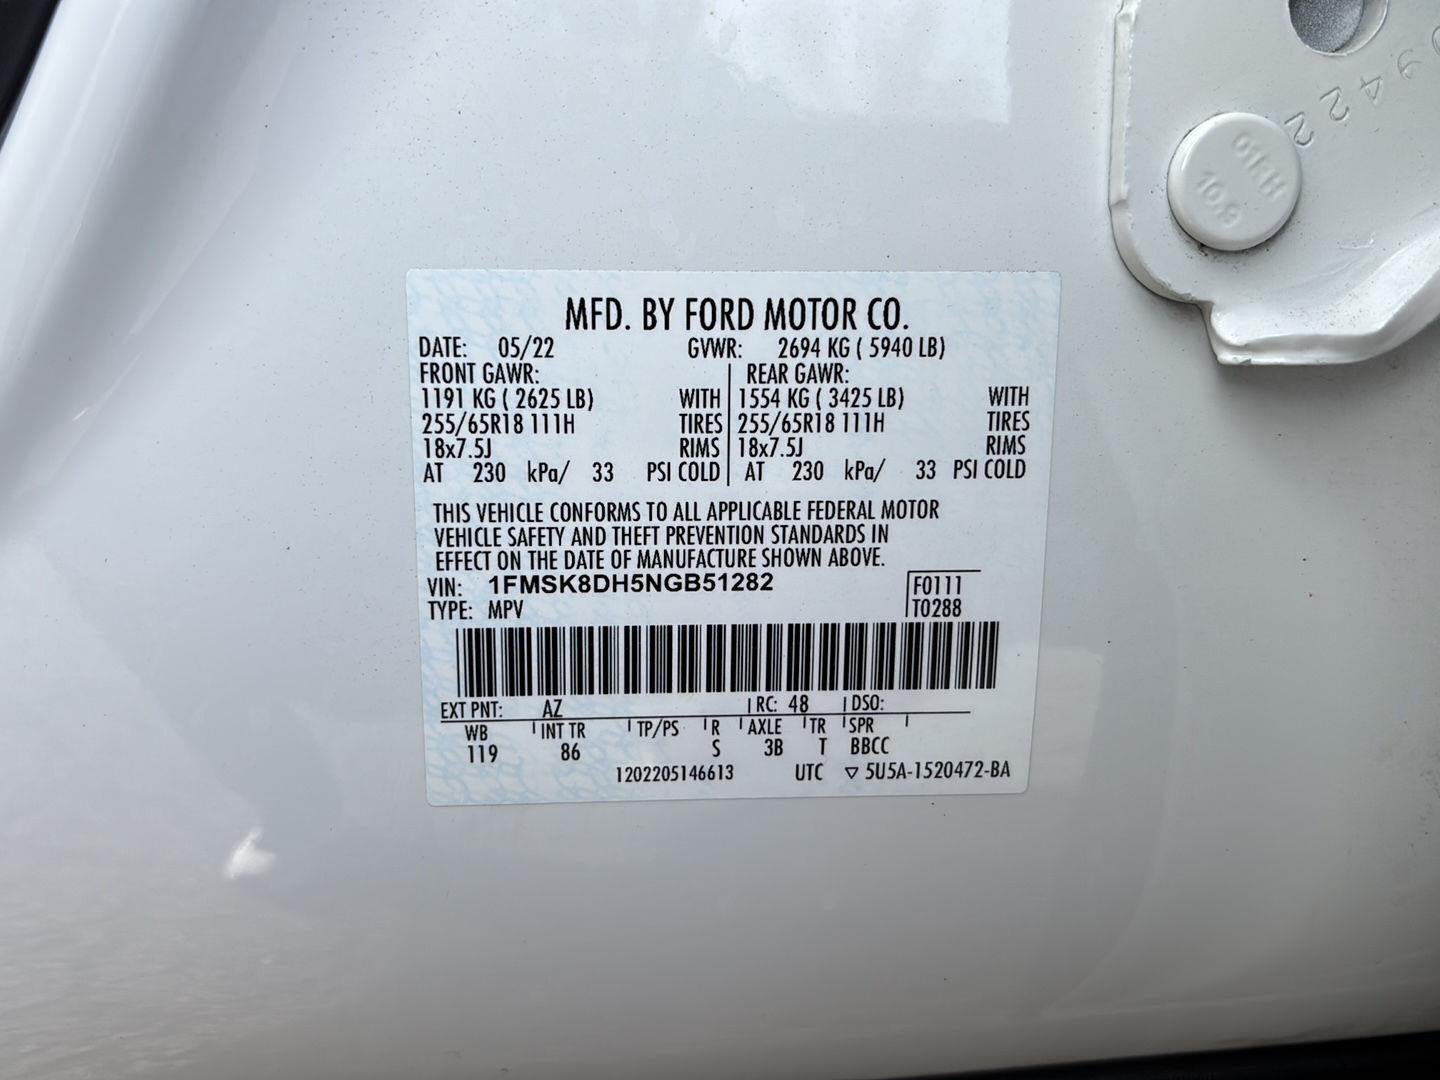 09422
01KH
10.9
MFD. BY FORD MOTOR CO.
DATE: 05/22 GVWR: 2694 KG ( 5940 LB)
FRONT GAWR: REAR GAWR:
1191 KG ( 2625 LB) WITH 1554 KG ( 3425 LB) WITH
255/65R18 111H TIRES 255/65R18 111H TIRES
18x7.5J RIMS 18x7.5J RIMS
AT 230 kPa/ 33 PSI COLD AT 230 kPa/ 33 PSI COLD
THIS VEHICLE CONFORMS TO ALL APPLICABLE FEDERAL MOTOR
VEHICLE SAFETY AND THEFT PREVENTION STANDARDS IN
EFFECT ON THE DATE OF MANUFACTURE SHOWN ABOVE.
VIN: 1FMSK8DH5NGB51282 F0111
TYPE: MPV T0288
EXT PNT: AZ RC: 48 DSO:
WB INT TR TP/PS R AXLE TR SPR
119 86 S 3B T BBCC
1202205146613 UTC ▽ 5U5A-1520472-BA